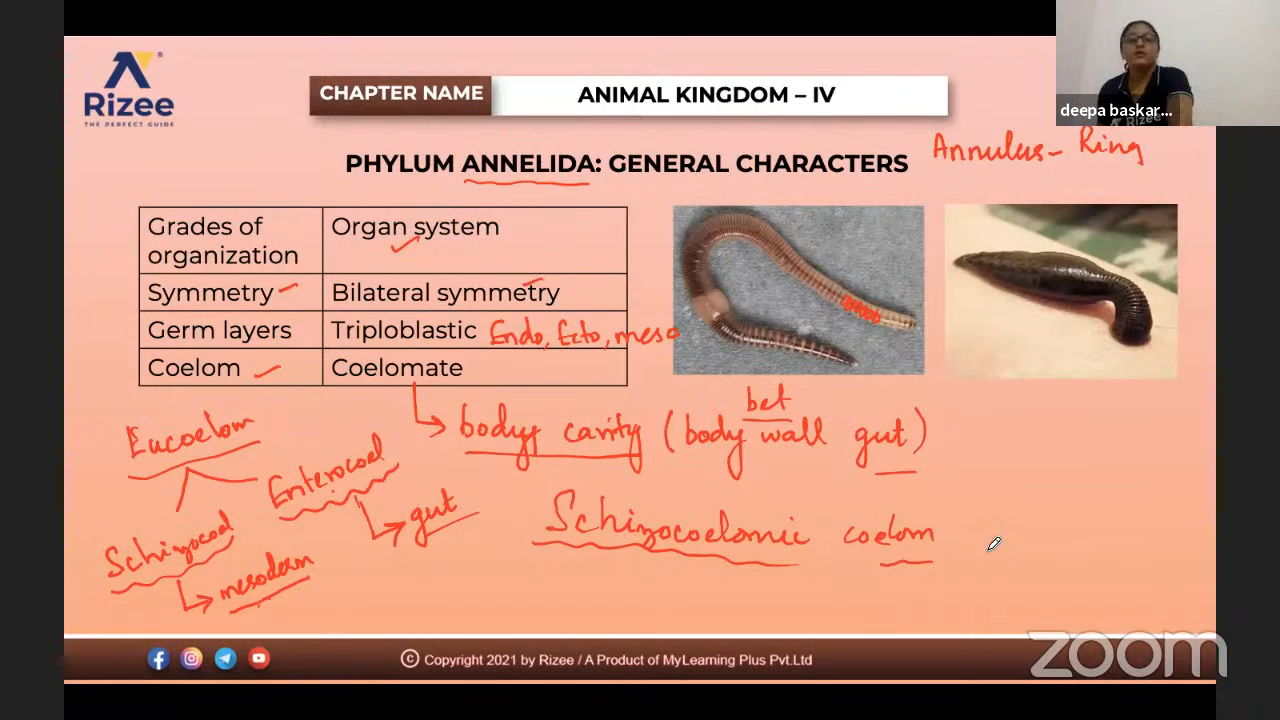 Rizee
THE PERFECT GUIDE
CHAPTER NAME
ANIMAL KINGDOM – IV
deepa baskar...
Rizee
PHYLUM ANNELIDA: GENERAL CHARACTERS
Annulus - Ring
Grades of organization
Organ system
Symmetry
Bilateral symmetry
Germ layers
Triploblastic
Endo, Ecto, meso
Coelom
Coelomate
bet
body cavity (body wall gut)
Eucoelom
Enterocoel
gut
Schizocoel
mesoderm
Schizocoelomic coelom
© Copyright 2021 by Rizee / A Product of MyLearning Plus Pvt.Ltd
zoom